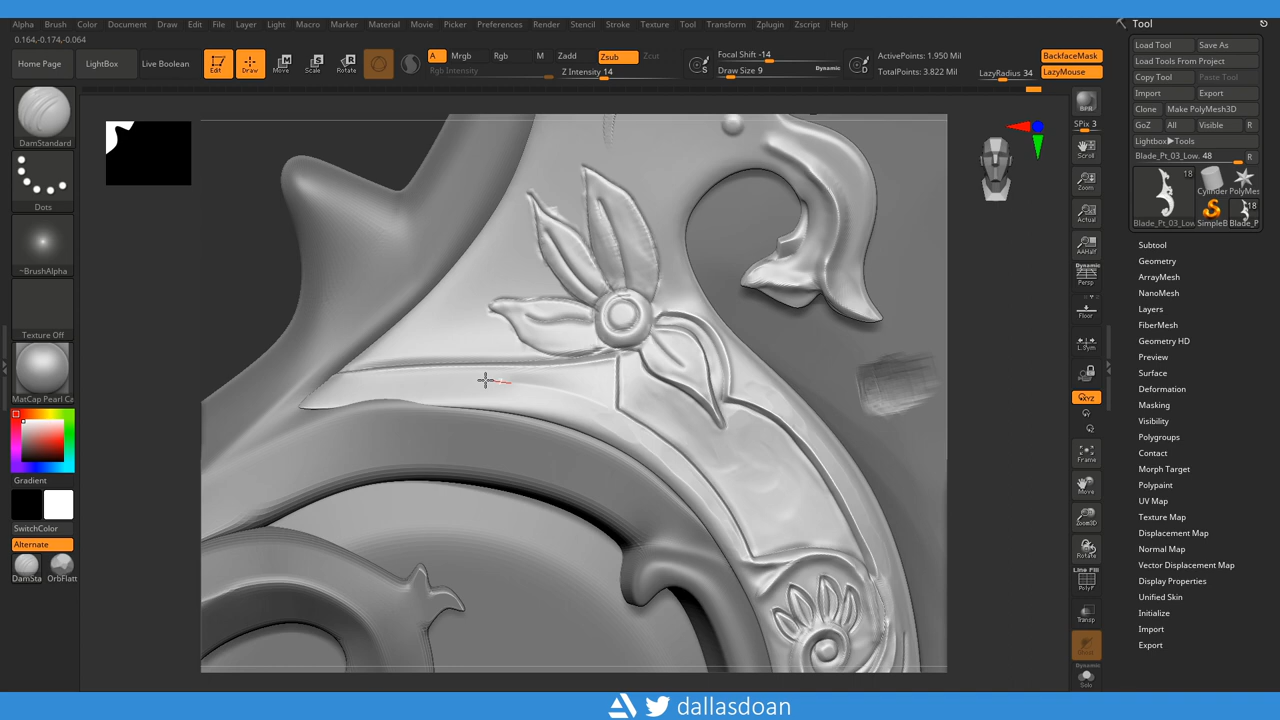 Alpha Brush Color Document Draw Edit File Layer Light Macro Marker Material Movie Picker Preferences Render Stencil Stroke Texture Tool Transform Zplugin Zscript Help
0.164,-0.174,-0.064
Home Page LightBox Live Boolean Edit Draw Move Scale Rotate
A Mrgb Rgb M Zadd Zsub Zcut
Rgb Intensity Z Intensity 14
Focal Shift -14
Draw Size 9 Dynamic
S
D
ActivePoints: 1.950 Mil
TotalPoints: 3.822 Mil
BackfaceMask
LazyRadius 34 LazyMouse
DamStandard
Dots
~BrushAlpha
Texture Off
MatCap Pearl Ca
Gradient
SwitchColor
Alternate
DamSta OrbFlatt
BPR
SPix 3
Scroll
Zoom
Actual
AAHalf
Dynamic
Persp
Floor
L.Sym
XYZ
Frame
Move
Zoom3D
Rotate
Line Fill
PolyF
Transp
Ghost
Dynamic
Solo
Tool
Load Tool Save As
Load Tools From Project
Copy Tool Paste Tool
Import Export
Clone Make PolyMesh3D
GoZ All Visible R
Lightbox▶Tools
Blade_Pt_03_Low. 48 R
18
Cylinder PolyMes
18
Blade_Pt_03_Low SimpleB Blade_P
Subtool
Geometry
ArrayMesh
NanoMesh
Layers
FiberMesh
Geometry HD
Preview
Surface
Deformation
Masking
Visibility
Polygroups
Contact
Morph Target
Polypaint
UV Map
Texture Map
Displacement Map
Normal Map
Vector Displacement Map
Display Properties
Unified Skin
Initialize
Import
Export
dallasdoan